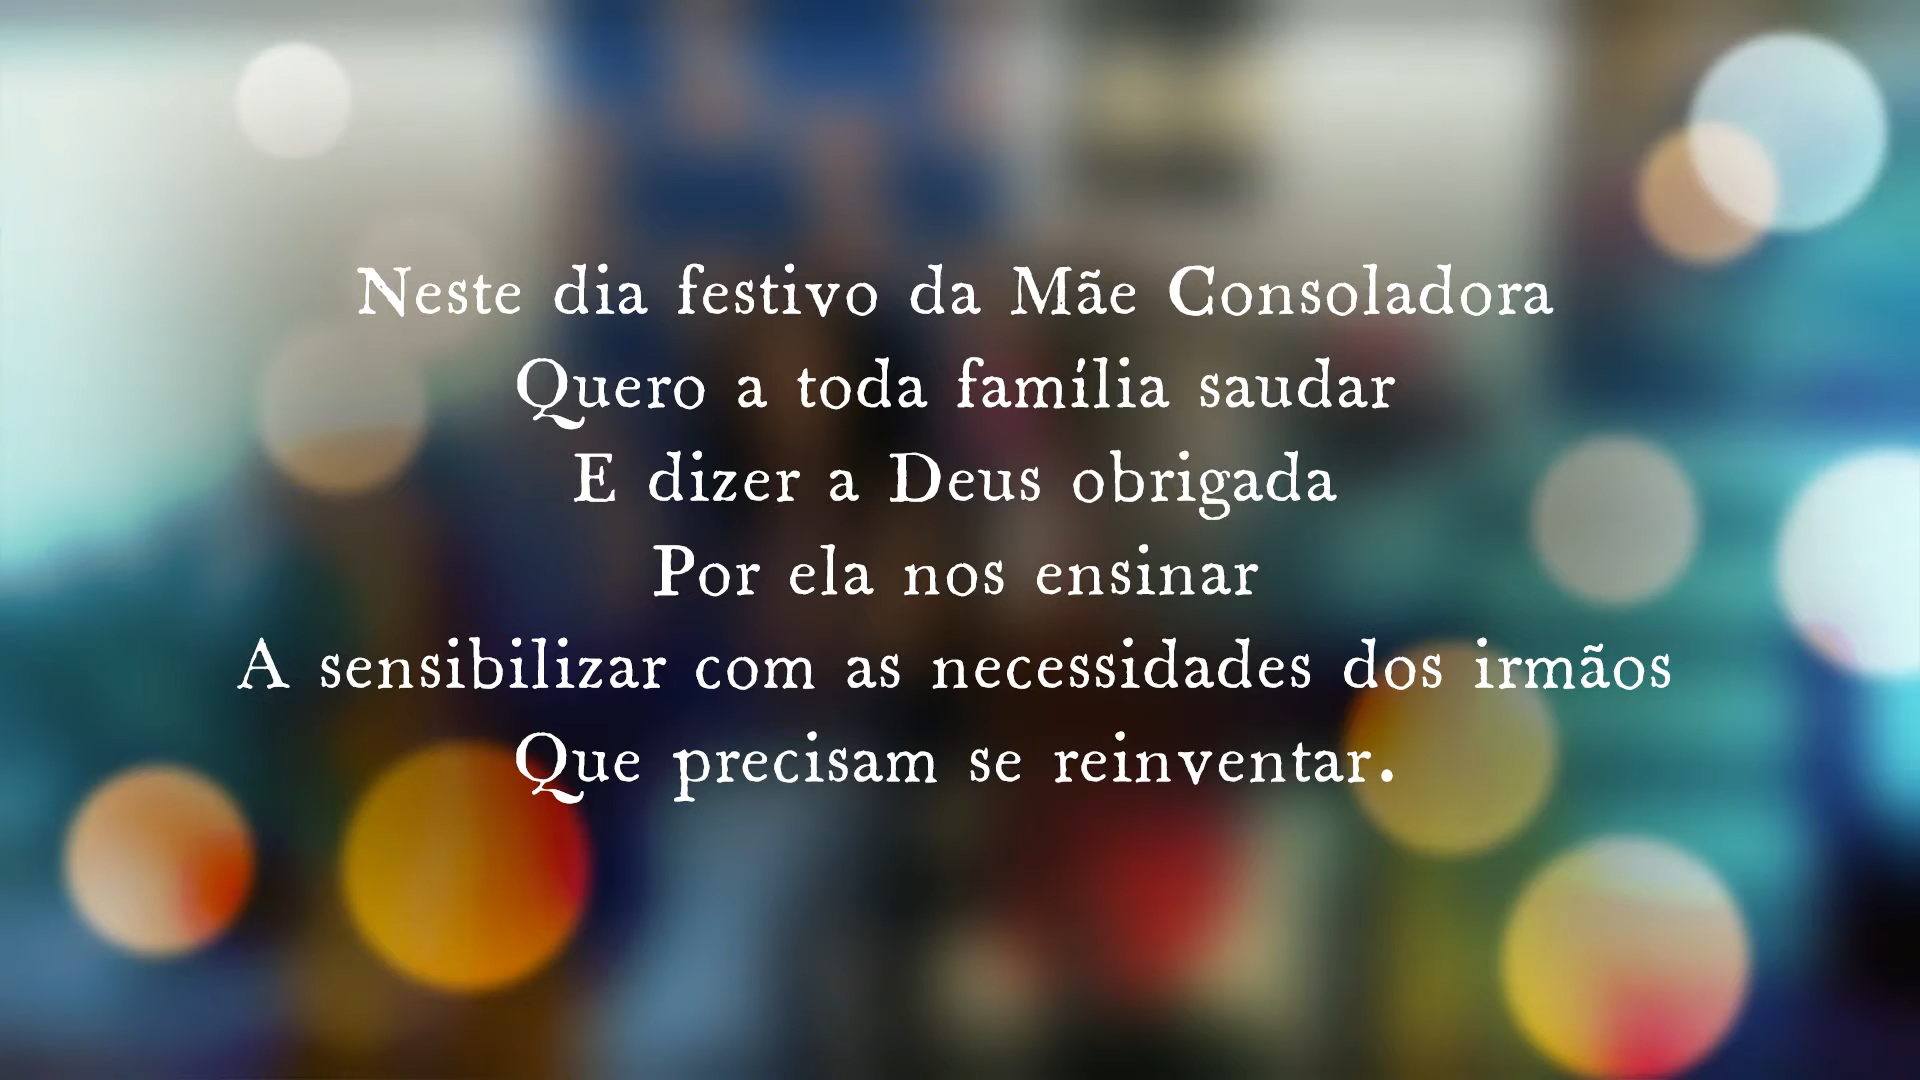 Neste dia festivo da Mãe Consoladora
Quero a toda família saudar
E dizer a Deus obrigada
Por ela nos ensinar
A sensibilizar com as necessidades dos irmãos
Que precisam se reinventar.